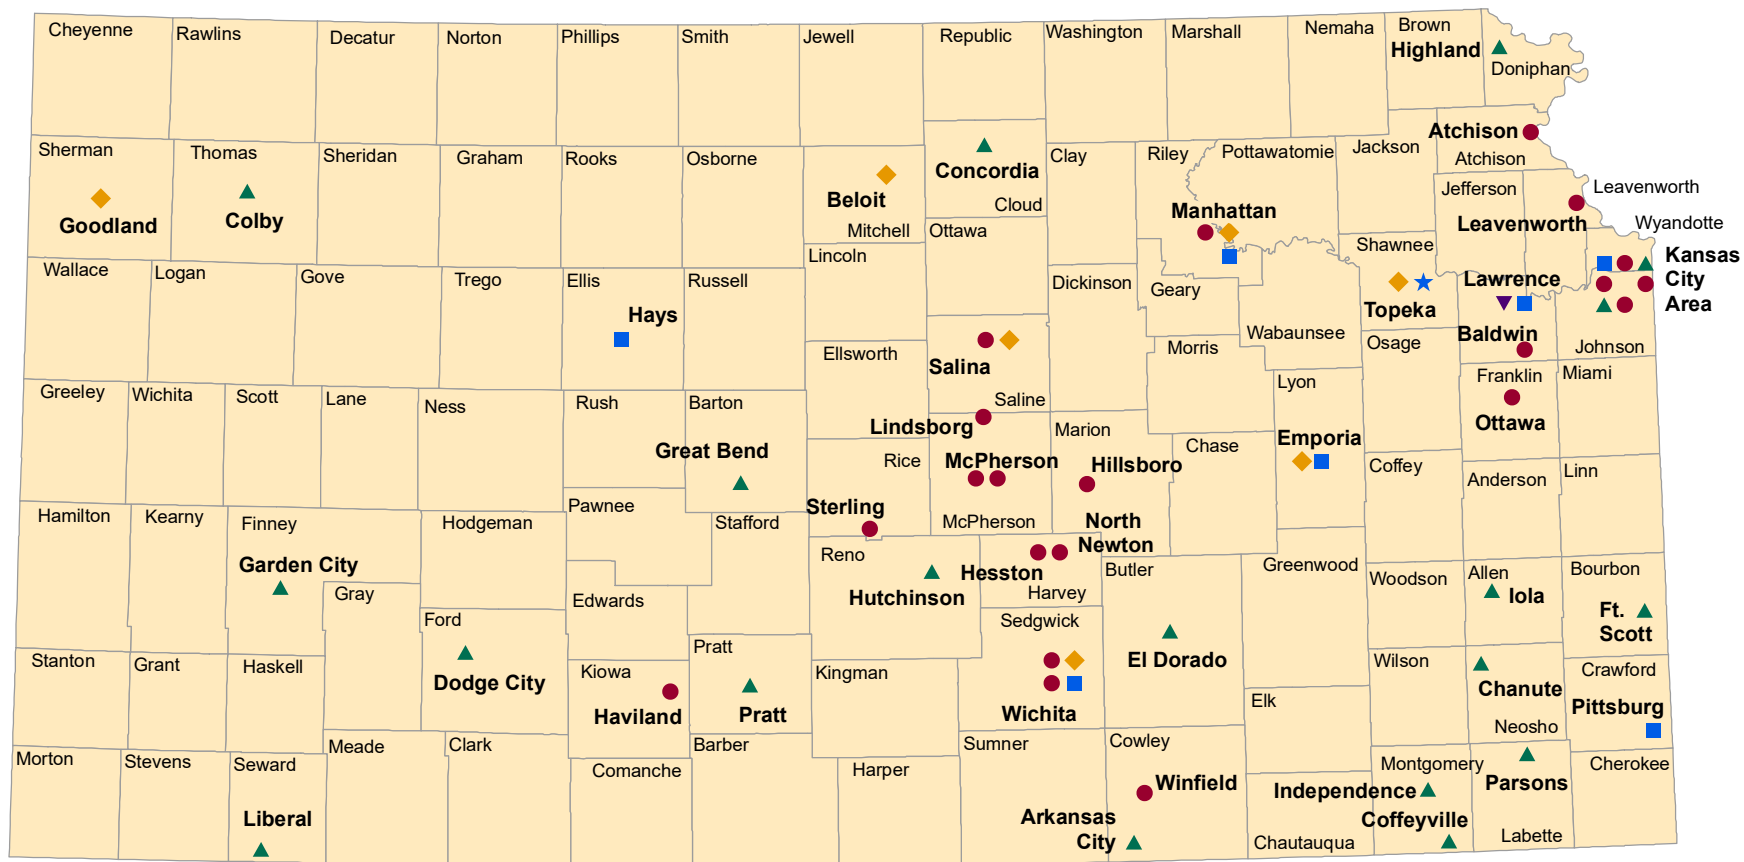 Cheyenne
Rawlins
Decatur
Norton
Phillips
Smith
Jewell
Republic
Washington
Marshall
Nemaha
Brown
Highland
Doniphan
Atchison
Atchison
Sherman
Goodland
Thomas
Colby
Sheridan
Graham
Rooks
Osborne
Beloit
Mitchell
Concordia
Cloud
Clay
Riley
Pottawatomie
Jackson
Jefferson
Leavenworth
Leavenworth
Wyandotte
Manhattan
Ottawa
Lincoln
Wallace
Logan
Gove
Trego
Ellis
Hays
Russell
Dickinson
Geary
Wabaunsee
Shawnee
Topeka
Lawrence
Baldwin
Kansas
City
Area
Johnson
Salina
Saline
Ellsworth
Morris
Osage
Franklin
Ottawa
Miami
Greeley
Wichita
Scott
Lane
Ness
Rush
Barton
Great Bend
Rice
Sterling
Lindsborg
McPherson
McPherson
Marion
Hillsboro
Chase
Lyon
Emporia
Coffey
Anderson
Linn
Hamilton
Kearny
Finney
Garden City
Hodgeman
Pawnee
Stafford
Edwards
Reno
Hutchinson
North
Newton
Hesston
Harvey
Butler
El Dorado
Greenwood
Woodson
Allen
Iola
Bourbon
Ft.
Scott
Gray
Ford
Dodge City
Stanton
Grant
Haskell
Kiowa
Haviland
Pratt
Pratt
Kingman
Sedgwick
Wichita
Wilson
Chanute
Neosho
Crawford
Pittsburg
Elk
Morton
Stevens
Seward
Liberal
Meade
Clark
Comanche
Barber
Harper
Sumner
Cowley
Winfield
Arkansas
City
Chautauqua
Montgomery
Independence
Coffeyville
Parsons
Labette
Cherokee